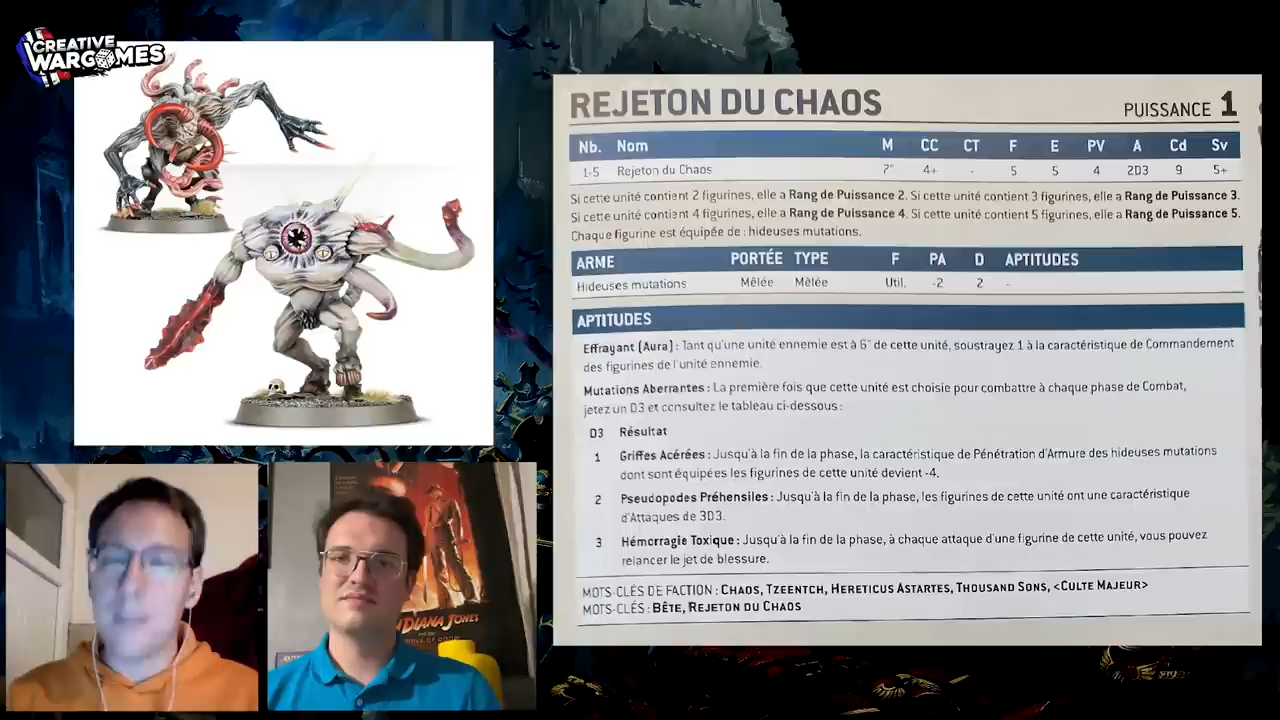 CREATIVE
WARGAMES
REJETON DU CHAOS
PUISSANCE 1
Nb. Nom M CC CT F E PV A Cd Sv
1-5 Rejeton du Chaos 7" 4+ - 5 5 4 2D3 9 5+
Si cette unité contient 2 figurines, elle a Rang de Puissance 2. Si cette unité contient 3 figurines, elle a Rang de Puissance 3.
Si cette unité contient 4 figurines, elle a Rang de Puissance 4. Si cette unité contient 5 figurines, elle a Rang de Puissance 5.
Chaque figurine est équipée de : hideuses mutations.
ARME PORTÉE TYPE F PA D APTITUDES
Hideuses mutations Mêlée Mêlée Util. -2 2 -
APTITUDES
Effrayant (Aura) : Tant qu'une unité ennemie est à 6" de cette unité, soustrayez 1 à la caractéristique de Commandement
des figurines de l'unité ennemie.
Mutations Aberrantes : La première fois que cette unité est choisie pour combattre à chaque phase de Combat,
jetez un D3 et consultez le tableau ci-dessous :
D3 Résultat
1 Griffes Acérées : Jusqu'à la fin de la phase, la caractéristique de Pénétration d'Armure des hideuses mutations
dont sont équipées les figurines de cette unité devient -4.
2 Pseudopodes Préhensiles : Jusqu'à la fin de la phase, les figurines de cette unité ont une caractéristique
d'Attaques de 3D3.
3 Hémorragie Toxique : Jusqu'à la fin de la phase, à chaque attaque d'une figurine de cette unité, vous pouvez
relancer le jet de blessure.
MOTS-CLÉS DE FACTION : CHAOS, TZEENTCH, HERETICUS ASTARTES, THOUSAND SONS, <CULTE MAJEUR>
MOTS-CLÉS : BÊTE, REJETON DU CHAOS
INDIANA JONES